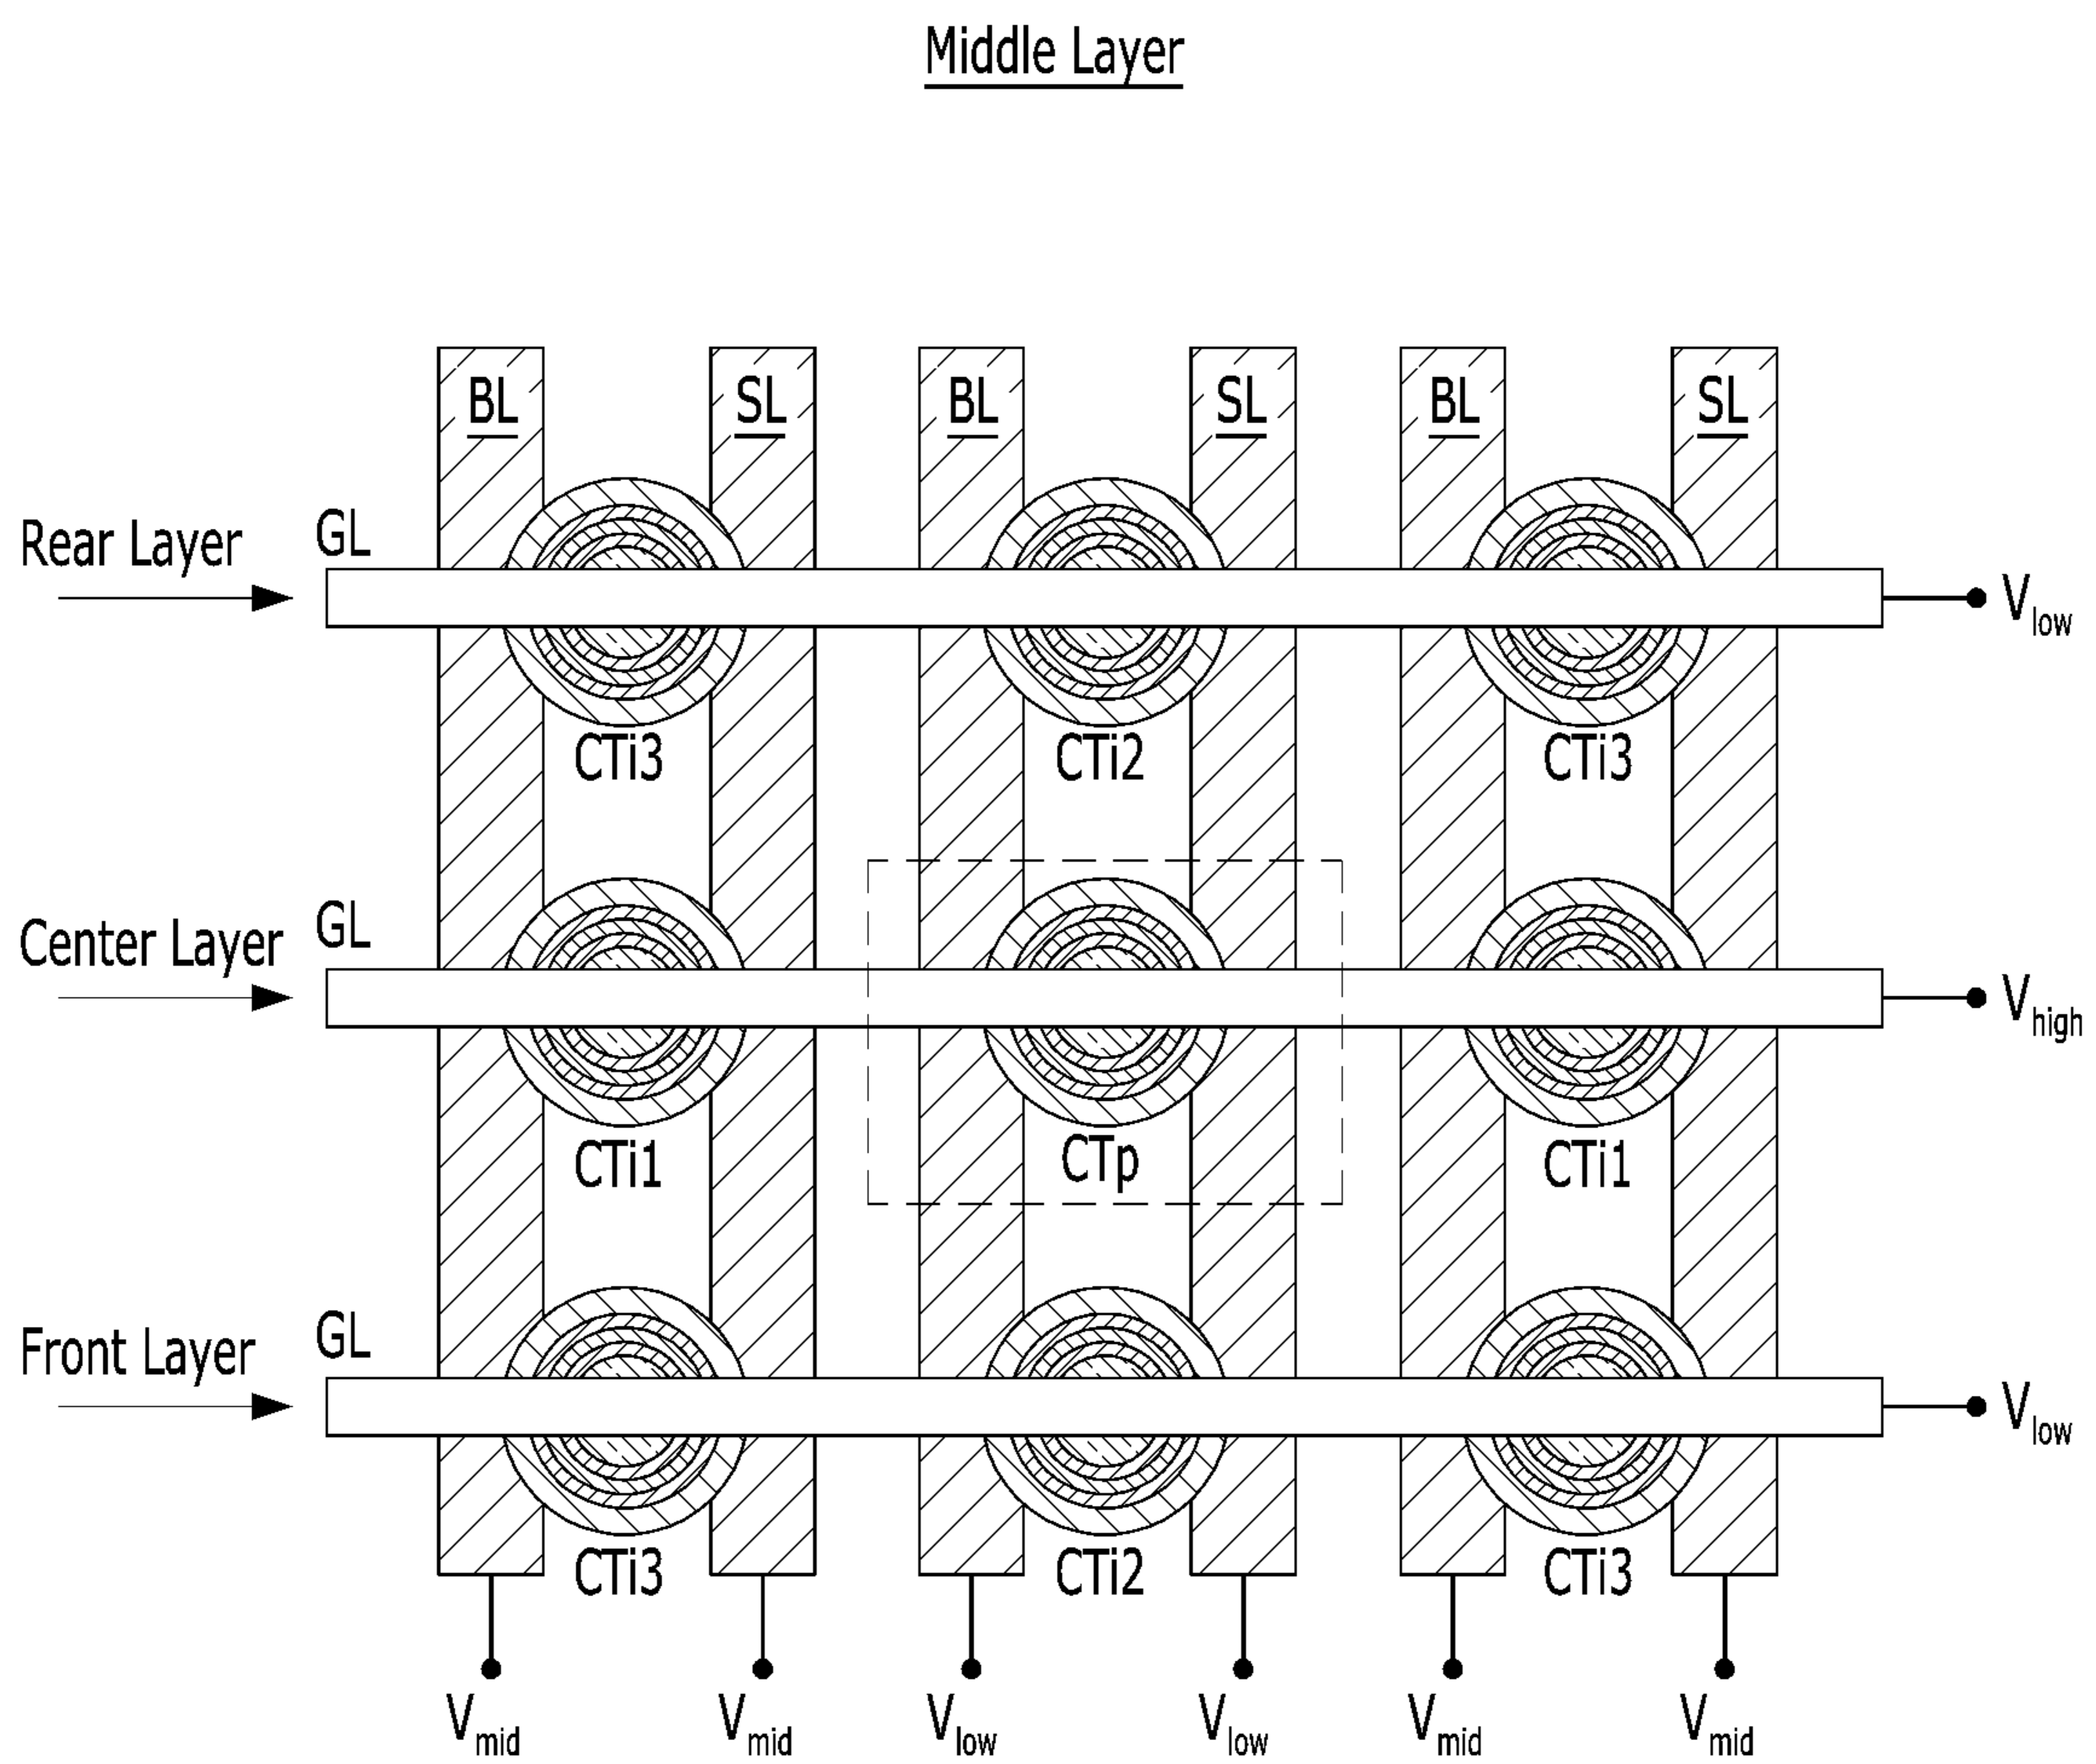 Middle Layer
BL SL BL SL BL SL
Rear Layer GL
Vlow
CTi3 CTi2 CTi3
Center Layer GL
Vhigh
CTi1 CTp CTi1
Front Layer GL
Vlow
CTi3 CTi2 CTi3
Vmid Vmid Vlow Vlow Vmid Vmid